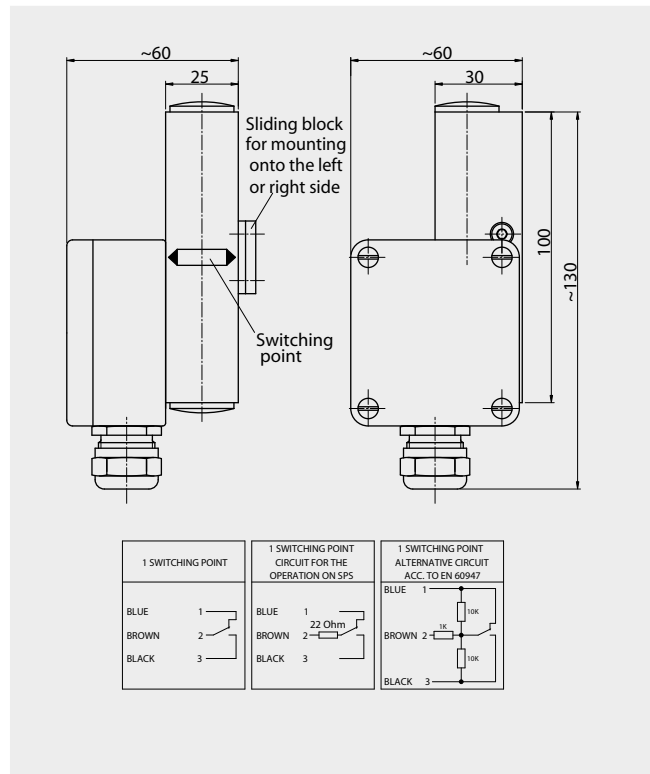 ~60
25
Sliding block
for mounting
onto the left
or right side
Switching
point
~60
30
100
~130
1 SWITCHING POINT
BLUE 1
BROWN 2
BLACK 3
1 SWITCHING POINT
CIRCUIT FOR THE
OPERATION ON SPS
BLUE 1
22 Ohm
BROWN 2
BLACK 3
1 SWITCHING POINT
ALTERNATIVE CIRCUIT
ACC. TO EN 60947
BLUE 1
10K
1K
BROWN 2
10K
BLACK 3